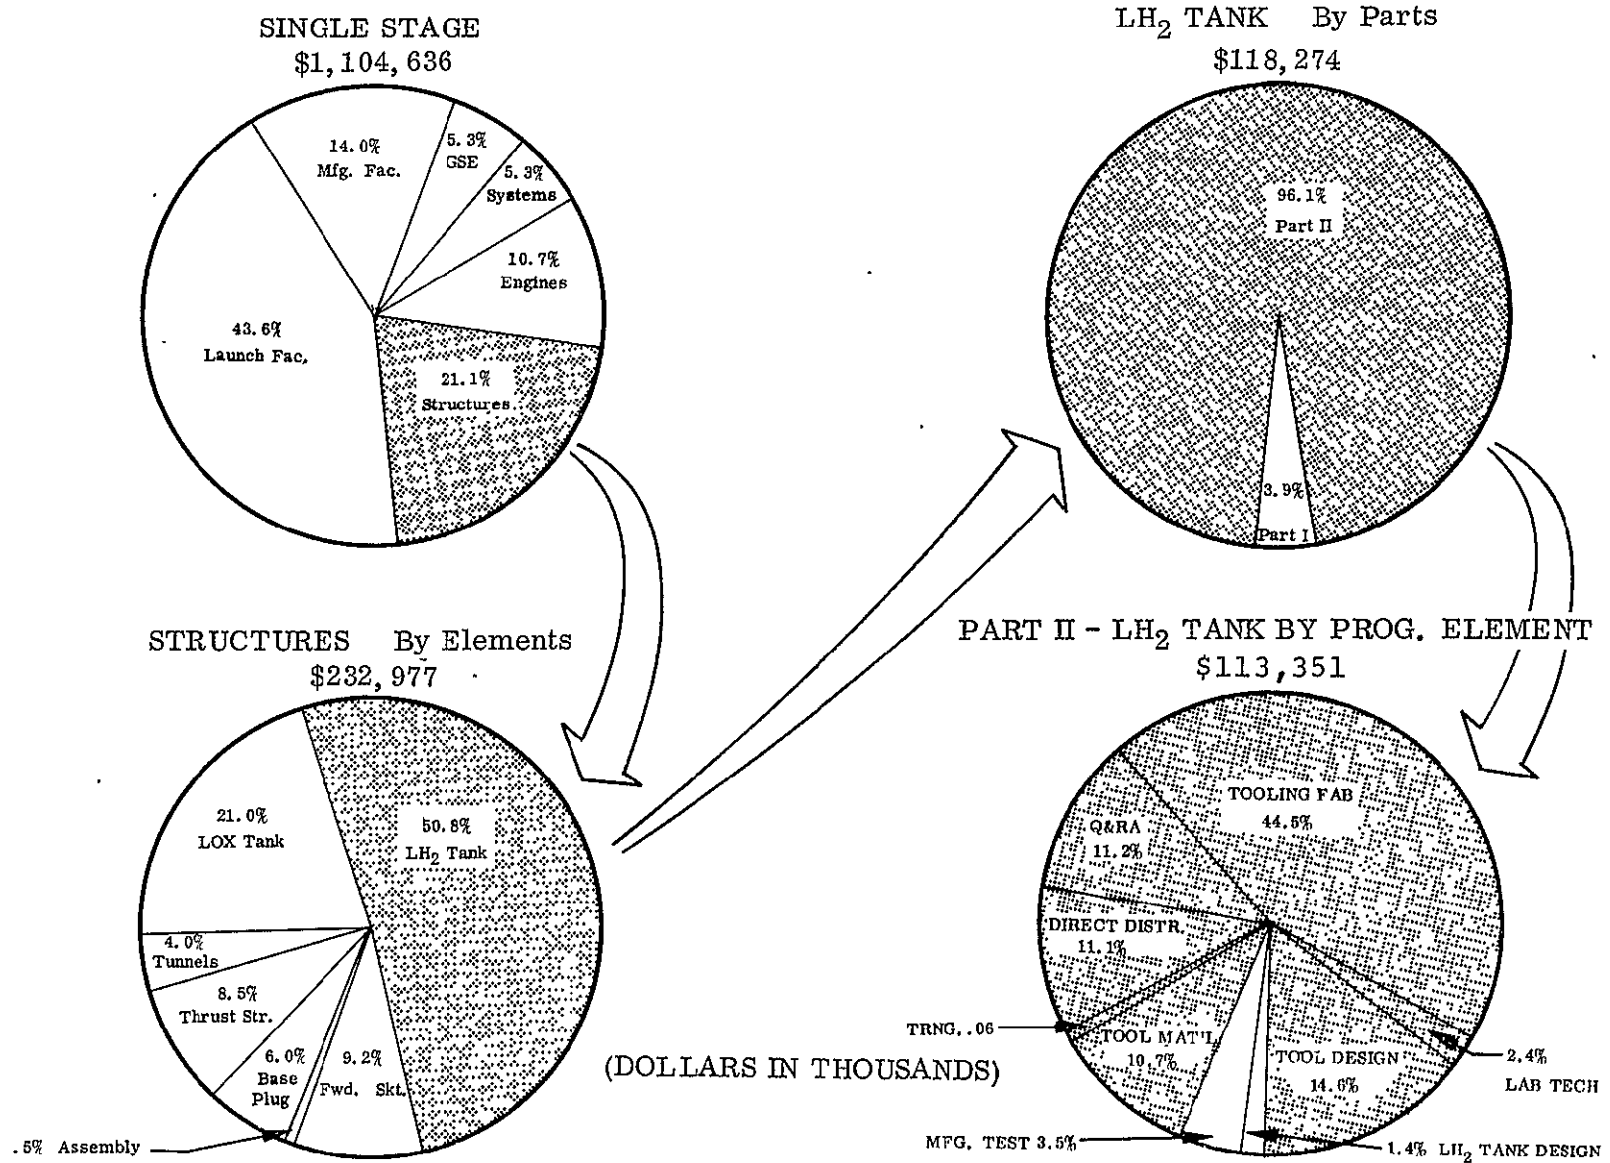 SINGLE STAGE
$1,104,636
14.0%
Mfg. Fac.
5.3%
GSE
5.3%
Systems
10.7%
Engines
43.6%
Launch Fac.
21.1%
Structures
LH2 TANK By Parts
$118,274
96.1%
Part II
3.9%
Part I
STRUCTURES By Elements
$232,977
21.0%
LOX Tank
50.8%
LH2 Tank
4.0%
Tunnels
8.5%
Thrust Str.
6.0%
Base
Plug
9.2%
Fwd. Skt.
.5% Assembly
(DOLLARS IN THOUSANDS)
PART II - LH2 TANK BY PROG. ELEMENT
$113,351
TOOLING FAB
44.5%
Q&RA
11.2%
DIRECT DISTR.
11.1%
TRNG. .06
TOOL MAT'L
10.7%
TOOL DESIGN
14.6%
2.4%
LAB TECH
MFG. TEST 3.5%
1.4% LH2 TANK DESIGN